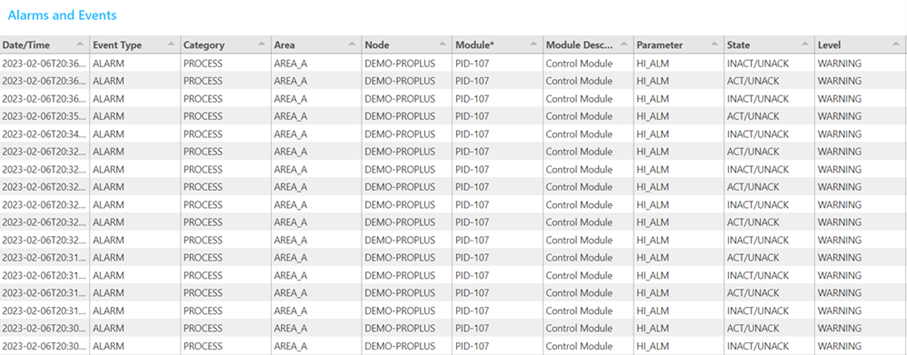 Alarms and Events
Date/Time Event Type Category Area Node Module* Module Desc... Parameter State Level
2023-02-06T20:36... ALARM PROCESS AREA_A DEMO-PROPLUS PID-107 Control Module HI_ALM INACT/UNACK WARNING
2023-02-06T20:36... ALARM PROCESS AREA_A DEMO-PROPLUS PID-107 Control Module HI_ALM ACT/UNACK WARNING
2023-02-06T20:36... ALARM PROCESS AREA_A DEMO-PROPLUS PID-107 Control Module HI_ALM INACT/UNACK WARNING
2023-02-06T20:35... ALARM PROCESS AREA_A DEMO-PROPLUS PID-107 Control Module HI_ALM ACT/UNACK WARNING
2023-02-06T20:34... ALARM PROCESS AREA_A DEMO-PROPLUS PID-107 Control Module HI_ALM INACT/UNACK WARNING
2023-02-06T20:32... ALARM PROCESS AREA_A DEMO-PROPLUS PID-107 Control Module HI_ALM ACT/UNACK WARNING
2023-02-06T20:32... ALARM PROCESS AREA_A DEMO-PROPLUS PID-107 Control Module HI_ALM INACT/UNACK WARNING
2023-02-06T20:32... ALARM PROCESS AREA_A DEMO-PROPLUS PID-107 Control Module HI_ALM ACT/UNACK WARNING
2023-02-06T20:32... ALARM PROCESS AREA_A DEMO-PROPLUS PID-107 Control Module HI_ALM INACT/UNACK WARNING
2023-02-06T20:32... ALARM PROCESS AREA_A DEMO-PROPLUS PID-107 Control Module HI_ALM ACT/UNACK WARNING
2023-02-06T20:32... ALARM PROCESS AREA_A DEMO-PROPLUS PID-107 Control Module HI_ALM INACT/UNACK WARNING
2023-02-06T20:31... ALARM PROCESS AREA_A DEMO-PROPLUS PID-107 Control Module HI_ALM ACT/UNACK WARNING
2023-02-06T20:31... ALARM PROCESS AREA_A DEMO-PROPLUS PID-107 Control Module HI_ALM INACT/UNACK WARNING
2023-02-06T20:31... ALARM PROCESS AREA_A DEMO-PROPLUS PID-107 Control Module HI_ALM ACT/UNACK WARNING
2023-02-06T20:31... ALARM PROCESS AREA_A DEMO-PROPLUS PID-107 Control Module HI_ALM INACT/UNACK WARNING
2023-02-06T20:30... ALARM PROCESS AREA_A DEMO-PROPLUS PID-107 Control Module HI_ALM ACT/UNACK WARNING
2023-02-06T20:30... ALARM PROCESS AREA_A DEMO-PROPLUS PID-107 Control Module HI_ALM INACT/UNACK WARNING